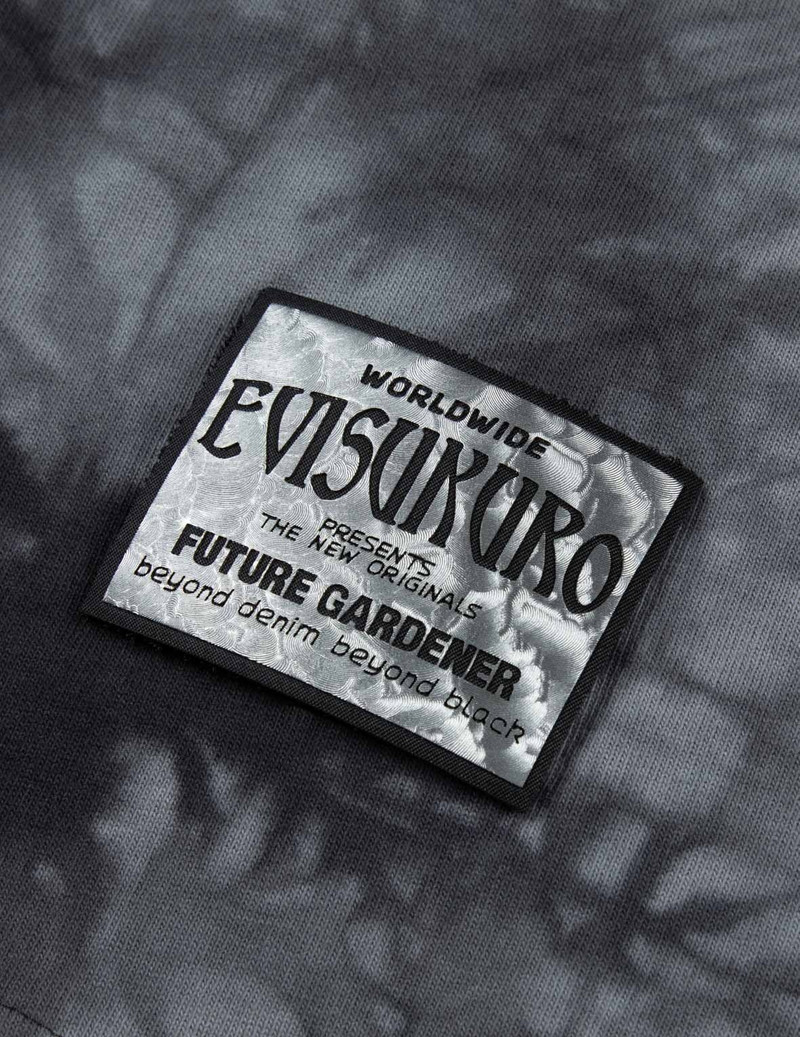 WORLDWIDE
EVISUKURO
PRESENTS
THE NEW ORIGINALS
FUTURE GARDENER
beyond denim beyond black